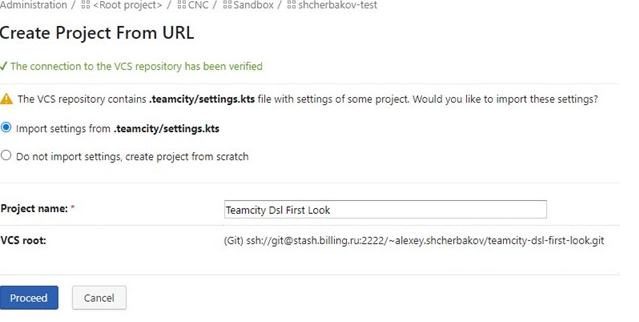 Administration / <Root project> / CNC / Sandbox / shcherbakov-test
Create Project From URL
The connection to the VCS repository has been verified
The VCS repository contains .teamcity/settings.kts file with settings of some project. Would you like to import these settings?
Import settings from .teamcity/settings.kts
Do not import settings, create project from scratch
Project name: * Teamcity Dsl First Look
VCS root: (Git) ssh://git@stash.billing.ru:2222/~alexey.shcherbakov/teamcity-dsl-first-look.git
Proceed Cancel